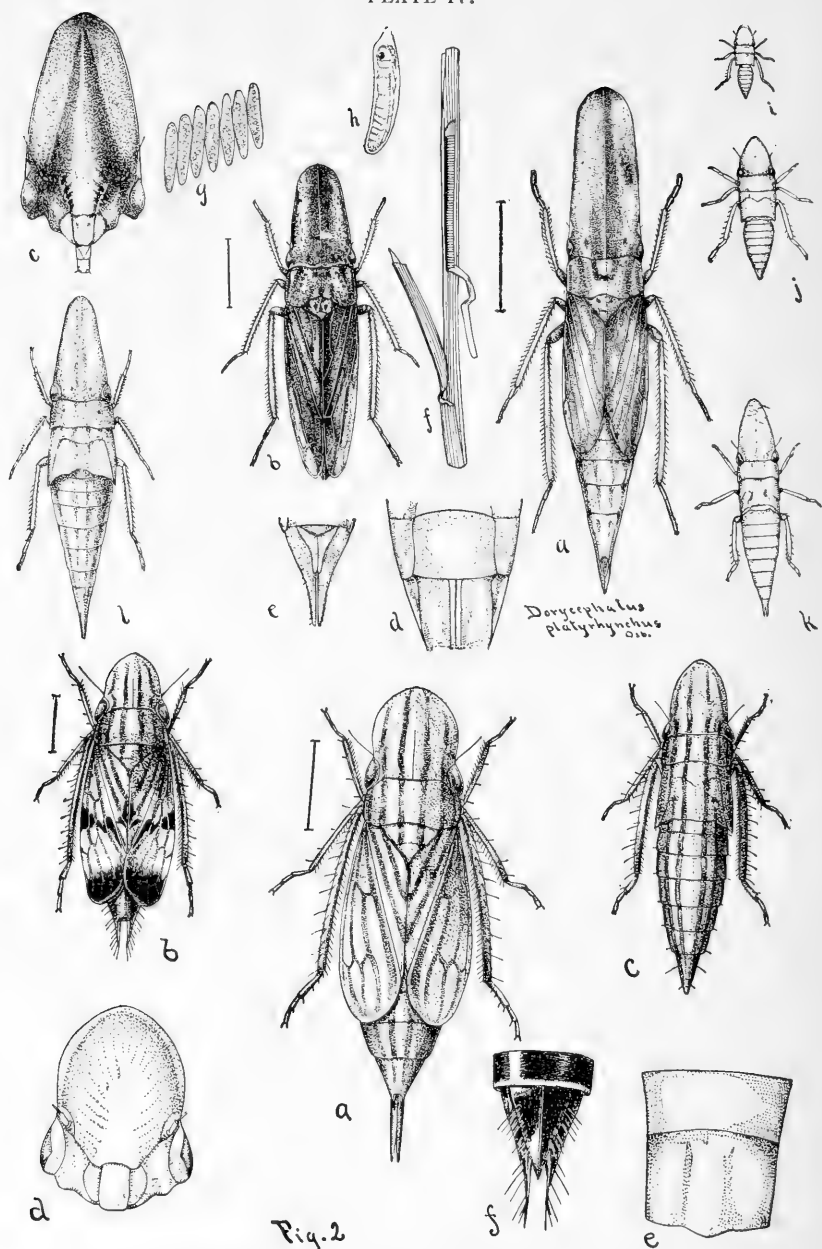 PLATE IV.
c
g
h
i
j
b
f
a
l
e
d
k
Dorycephalus
platyrhynchus
Osb.
b
a
c
d
f
e
Fig. 2